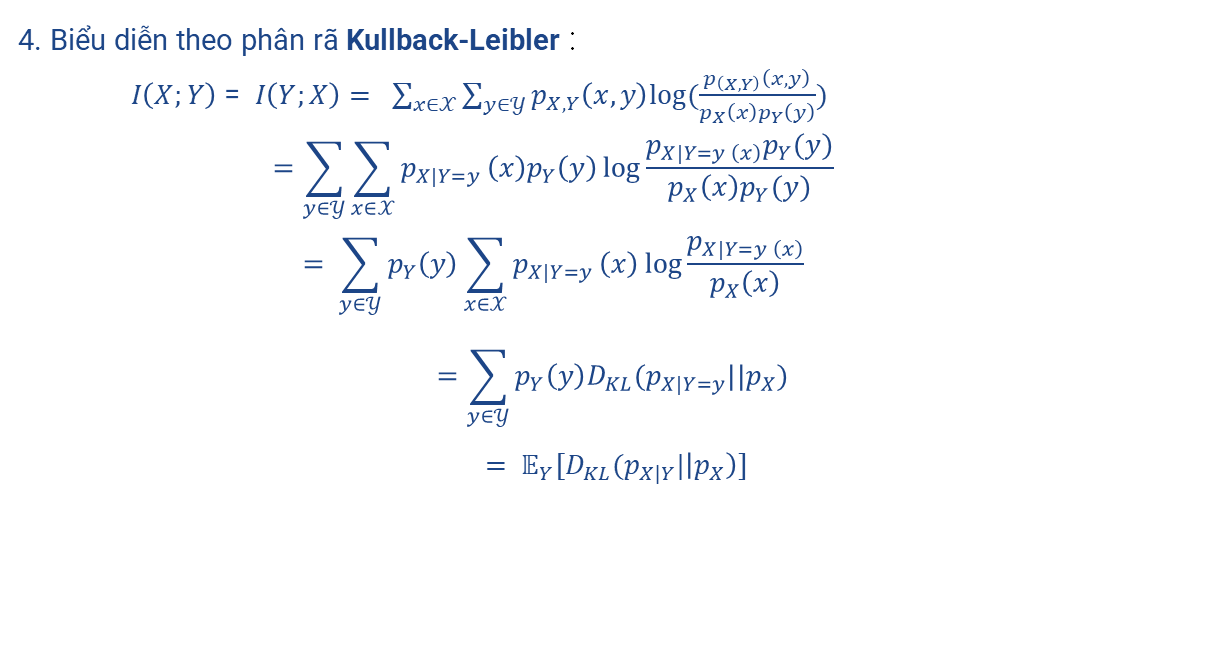 4. Biểu diễn theo phân rã Kullback-Leibler :
I(X; Y) = I(Y; X) = ∑_{x∈𝒳} ∑_{y∈𝒴} p_{X,Y}(x, y) log(p_{(X,Y)}(x,y) / p_X(x)p_Y(y))
= ∑_{y∈𝒴} ∑_{x∈𝒳} p_{X|Y=y} (x)p_Y(y) log p_{X|Y=y (x)}p_Y(y) / p_X(x)p_Y(y)
= ∑_{y∈𝒴} p_Y(y) ∑_{x∈𝒳} p_{X|Y=y} (x) log p_{X|Y=y (x)} / p_X(x)
= ∑_{y∈𝒴} p_Y(y)D_{KL}(p_{X|Y=y}||p_X)
= 𝔼_Y[D_{KL}(p_{X|Y}||p_X)]